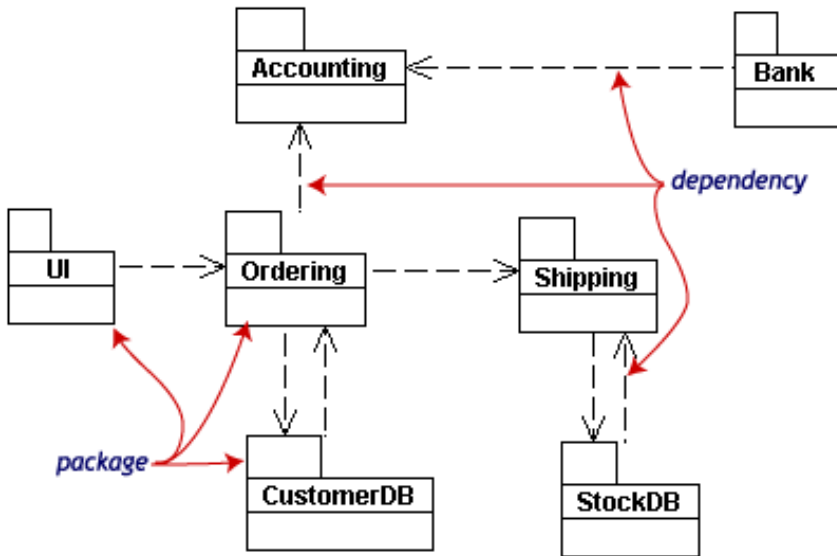 Accounting
Bank
dependency
UI
Ordering
Shipping
package
CustomerDB
StockDB